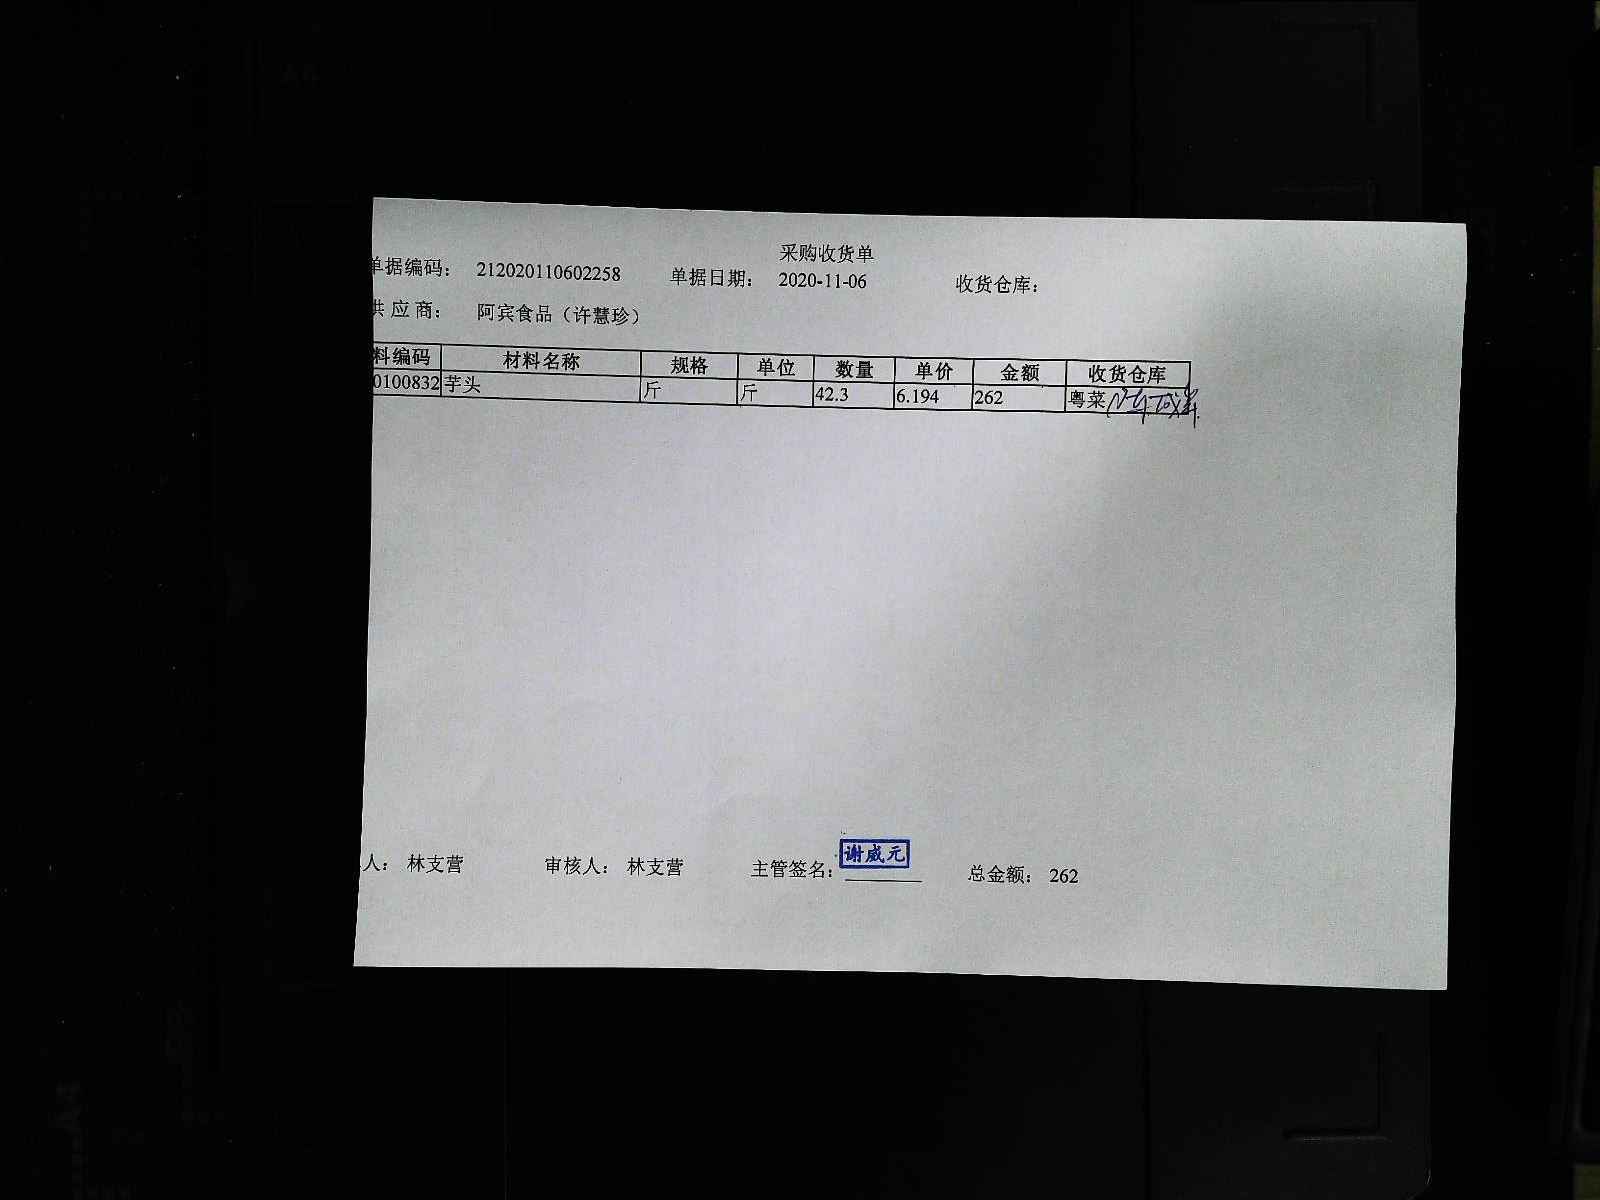 采购收货单
单据编码： 212020110602258 单据日期： 2020-11-06 收货仓库：
供 应 商： 阿宾食品（许慧珍）
料编码 材料名称 规格 单位 数量 单价 金额 收货仓库
0100832 芋头 斤 斤 42.3 6.194 262 粤菜
人： 林支营 审核人： 林支营 主管签名： 谢威元 总金额： 262